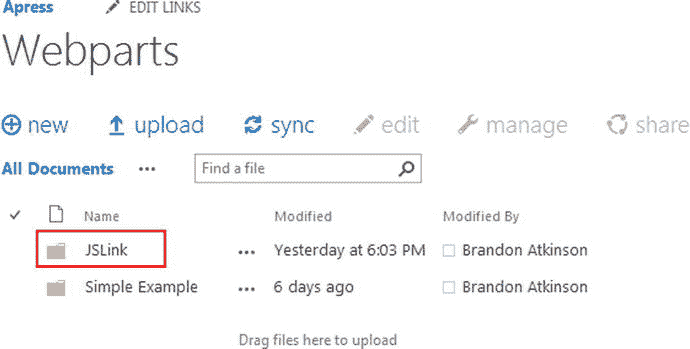 Apress EDIT LINKS
Webparts
new upload sync edit manage share
All Documents ... Find a file
Name Modified Modified By
JSLink ... Yesterday at 6:03 PM Brandon Atkinson
Simple Example ... 6 days ago Brandon Atkinson
Drag files here to upload